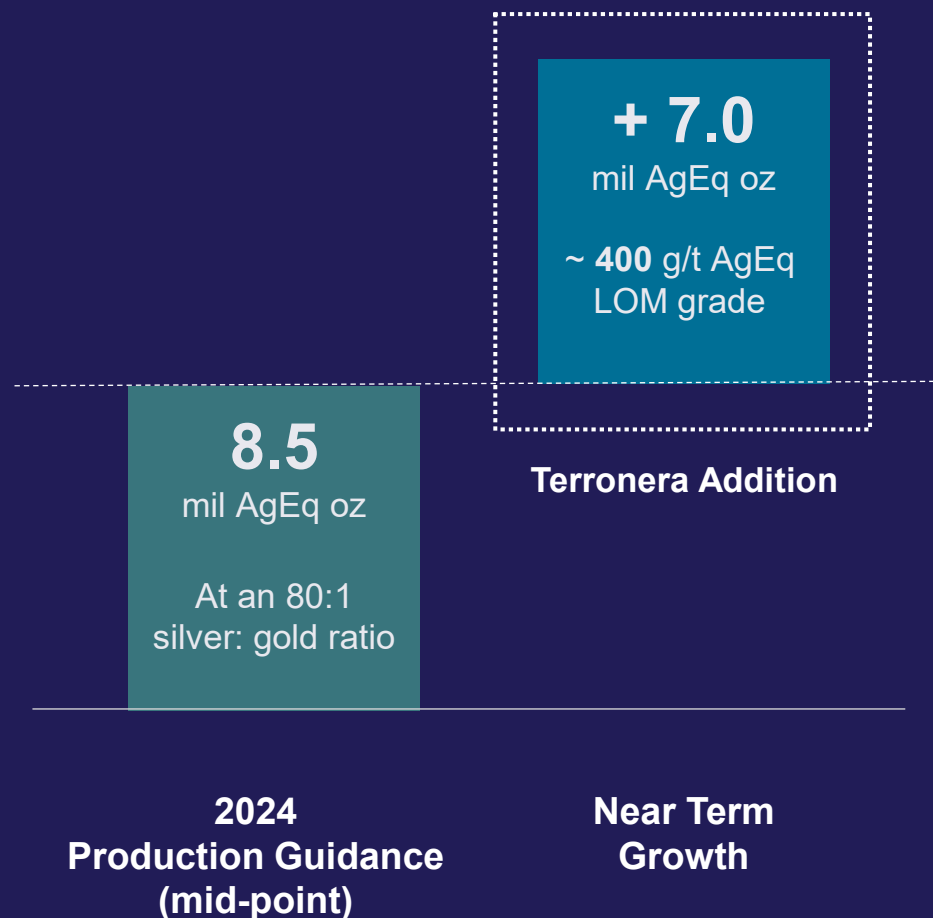 + 7.0
mil AgEq oz
~ 400 g/t AgEq
LOM grade
8.5
mil AgEq oz
At an 80:1
silver: gold ratio
Terronera Addition
2024
Production Guidance
(mid-point)
Near Term
Growth